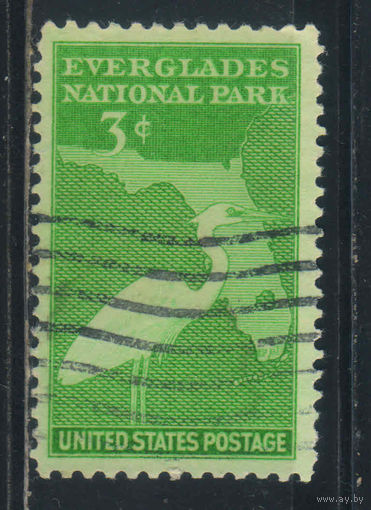 EVERGLADES
NATIONAL PARK
3¢
UNITED STATES POSTAGE
www.ay.by